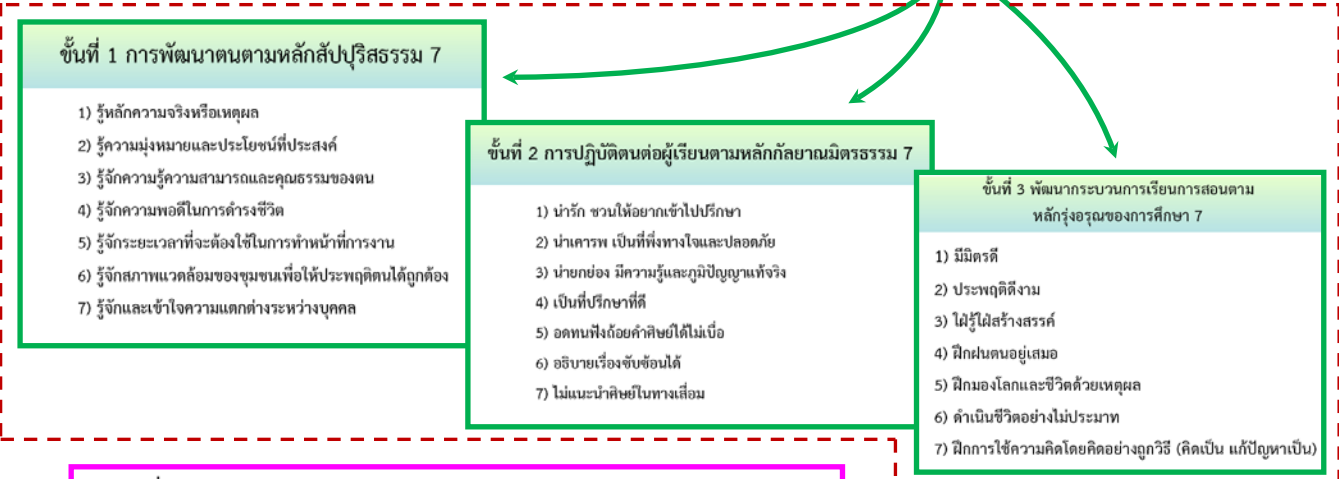 ขั้นที่ 1 การพัฒนาตนตามหลักสัปปุริสธรรม 7
1) รู้หลักความจริงหรือเหตุผล
2) รู้ความมุ่งหมายและประโยชน์ที่ประสงค์
3) รู้จักความรู้ความสามารถและคุณธรรมของตน
4) รู้จักความพอดีในการดำรงชีวิต
5) รู้จักระยะเวลาที่จะต้องใช้ในการทำหน้าที่การงาน
6) รู้จักสภาพแวดล้อมของชุมชนเพื่อให้ประพฤติตนได้ถูกต้อง
7) รู้จักและเข้าใจความแตกต่างระหว่างบุคคล
ขั้นที่ 2 การปฏิบัติตนต่อผู้เรียนตามหลักกัลยาณมิตรธรรม 7
1) น่ารัก ชวนให้อยากเข้าไปปรึกษา
2) น่าเคารพ เป็นที่พึ่งทางใจและปลอดภัย
3) น่ายกย่อง มีความรู้และภูมิปัญญาแท้จริง
4) เป็นที่ปรึกษาที่ดี
5) อดทนฟังถ้อยคำศิษย์ได้ไม่เบื่อ
6) อธิบายเรื่องซับซ้อนได้
7) ไม่แนะนำศิษย์ในทางเสื่อม
ขั้นที่ 3 พัฒนากระบวนการเรียนการสอนตาม
หลักรุ่งอรุณของการศึกษา 7
1) มีมิตรดี
2) ประพฤติดีงาม
3) ใฝ่รู้ใฝ่สร้างสรรค์
4) ฝึกฝนตนอยู่เสมอ
5) ฝึกมองโลกและชีวิตด้วยเหตุผล
6) ดำเนินชีวิตอย่างไม่ประมาท
7) ฝึกการใช้ความคิดโดยคิดอย่างถูกวิธี (คิดเป็น แก้ปัญหาเป็น)